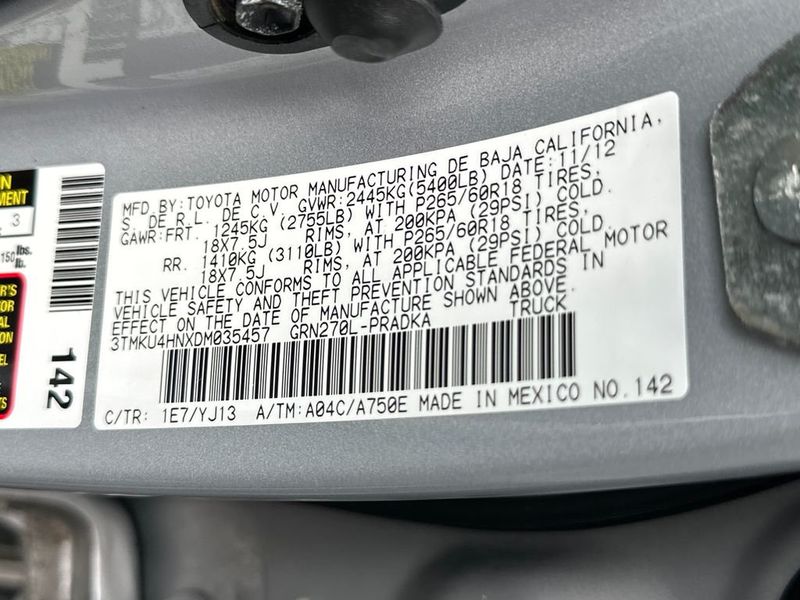 MFD BY:TOYOTA MOTOR MANUFACTURING DE BAJA CALIFORNIA,
S. DE R.L. DE C.V. GVWR:2445KG(5400LB) DATE:11/12
GAWR:FRT. 1245KG (2755LB) WITH P265/60R18 TIRES,
18X7.5J RIMS, AT 200KPA (29PSI) COLD.
RR. 1410KG (3110LB) WITH P265/60R18 TIRES,
18X7.5J RIMS, AT 200KPA (29PSI) COLD.
THIS VEHICLE CONFORMS TO ALL APPLICABLE FEDERAL MOTOR
VEHICLE SAFETY AND THEFT PREVENTION STANDARDS IN
EFFECT ON THE DATE OF MANUFACTURE SHOWN ABOVE.
3TMKU4HNXDM035457 GRN270L-PRADKA TRUCK
C/TR: 1E7/YJ13 A/TM:A04C/A750E MADE IN MEXICO NO.142
3
150 lbs.
lb.
142